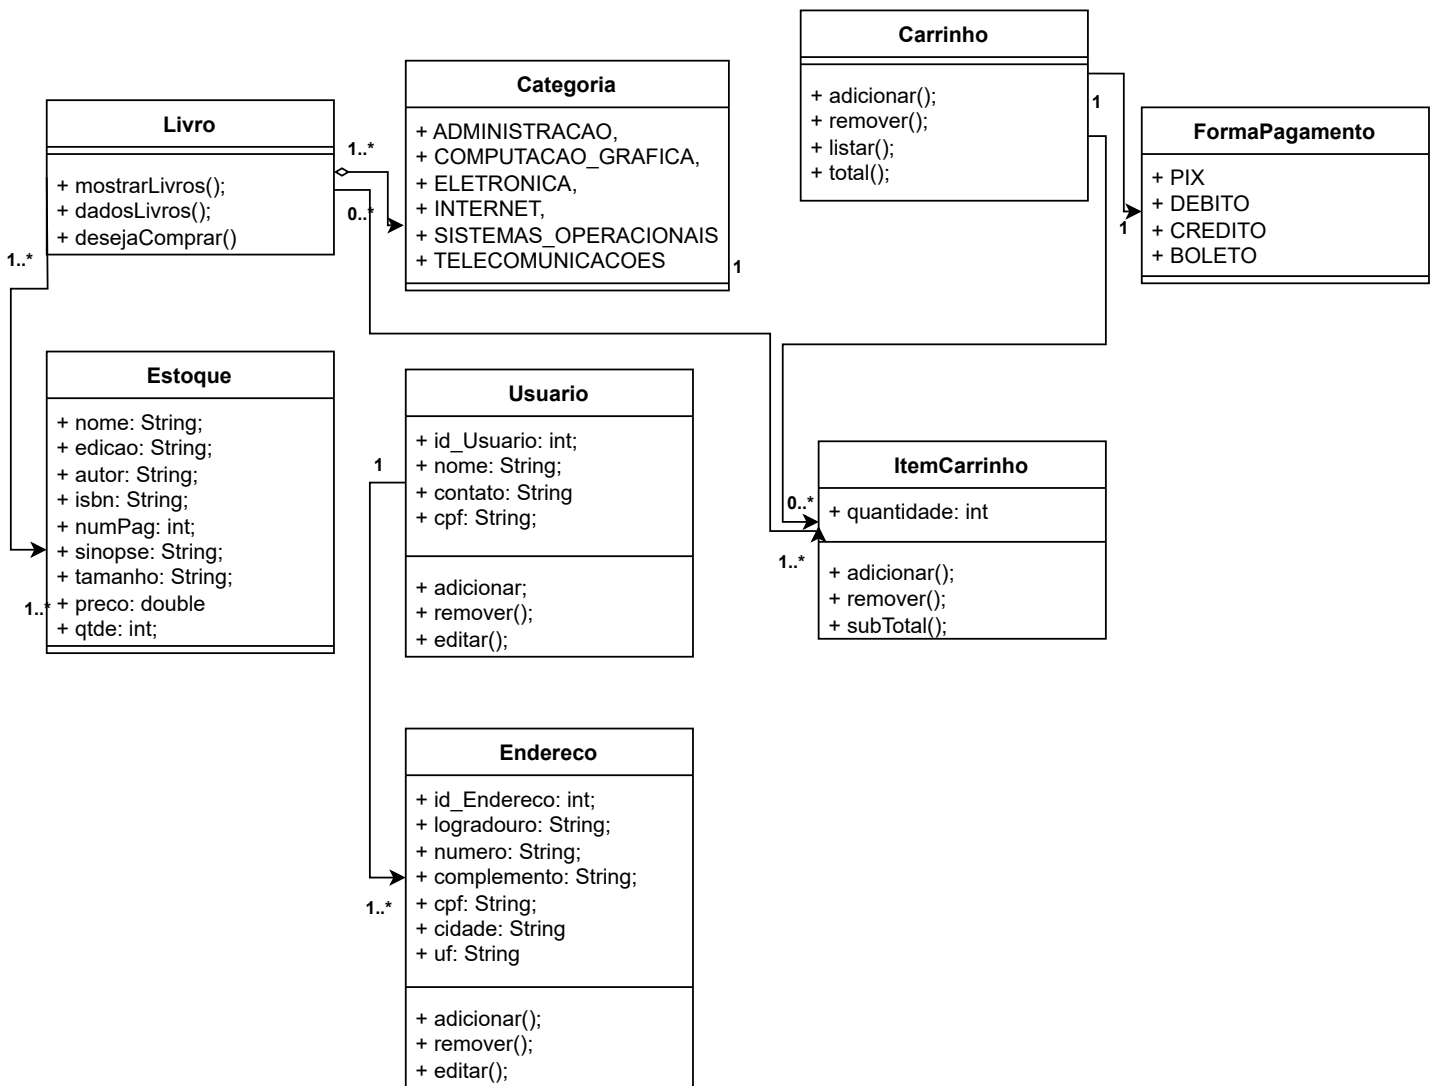 Carrinho
+ adicionar();
+ remover();
+ listar();
+ total();
1
FormaPagamento
+ PIX
+ DEBITO
+ CREDITO
+ BOLETO
1
Categoria
+ ADMINISTRACAO,
+ COMPUTACAO_GRAFICA,
+ ELETRONICA,
+ INTERNET,
+ SISTEMAS_OPERACIONAIS
+ TELECOMUNICACOES
1
Livro
+ mostrarLivros();
+ dadosLivros();
+ desejaComprar()
1..*
0..*
1..*
Estoque
+ nome: String;
+ edicao: String;
+ autor: String;
+ isbn: String;
+ numPag: int;
+ sinopse: String;
+ tamanho: String;
+ preco: double
+ qtde: int;
1..*
Usuario
+ id_Usuario: int;
+ nome: String;
+ contato: String
+ cpf: String;
+ adicionar;
+ remover();
+ editar();
1
ItemCarrinho
+ quantidade: int
+ adicionar();
+ remover();
+ subTotal();
0..*
1..*
Endereco
+ id_Endereco: int;
+ logradouro: String;
+ numero: String;
+ complemento: String;
+ cpf: String;
+ cidade: String
+ uf: String
+ adicionar();
+ remover();
+ editar();
1..*